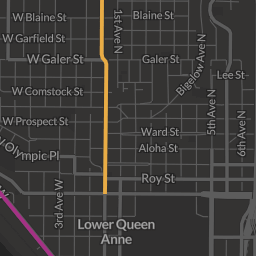 W Blaine St
1st Ave N
Blaine St
W Garfield St
W Galer St
Galer St
Bigelow Ave N
Lee St
W Comstock St
W Prospect St
Ward St
5th Ave N
6th Ave N
Aloha St
l Olympic Pl
Roy St
3rd Ave W
W
Lower Queen
Anne